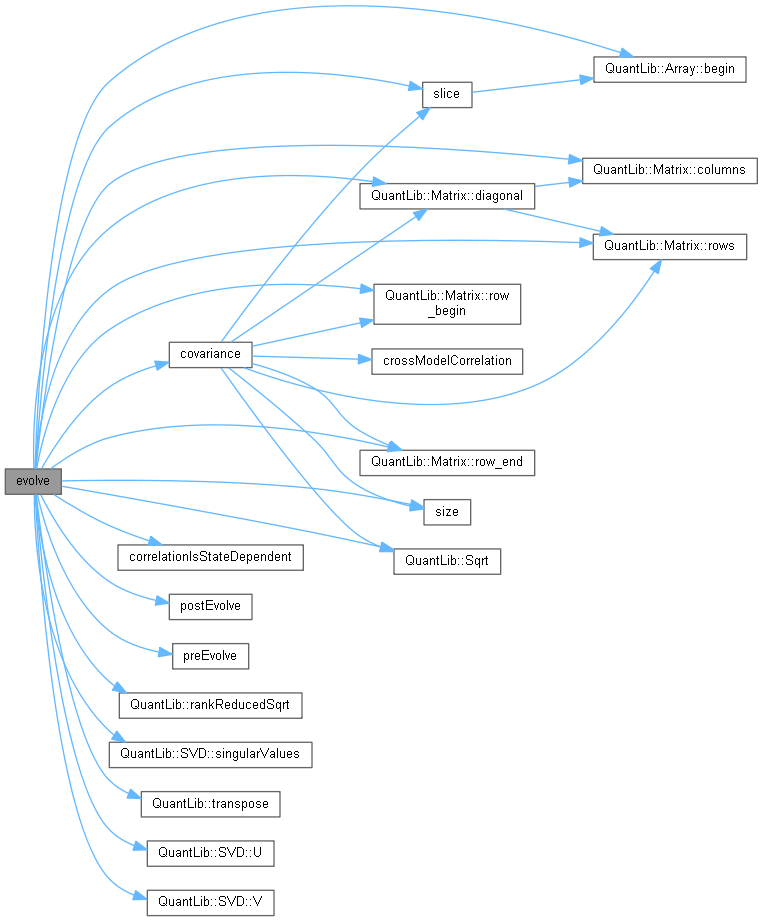 QuantLib::Array::begin
slice
QuantLib::Matrix::columns
QuantLib::Matrix::diagonal
QuantLib::Matrix::rows
QuantLib::Matrix::row
_begin
covariance
crossModelCorrelation
QuantLib::Matrix::row_end
evolve
size
correlationIsStateDependent
QuantLib::Sqrt
postEvolve
preEvolve
QuantLib::rankReducedSqrt
QuantLib::SVD::singularValues
QuantLib::transpose
QuantLib::SVD::U
QuantLib::SVD::V